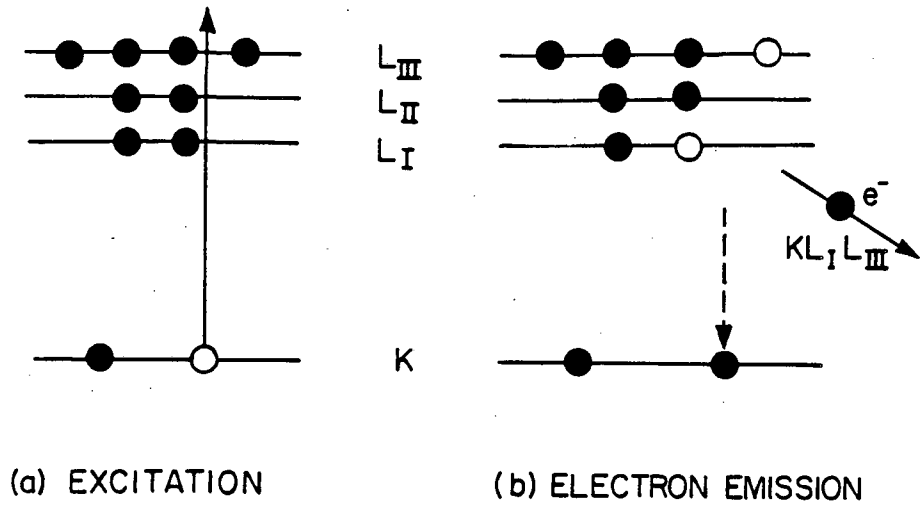 L_III
L_II
L_I
e⁻
KL_I L_III
K
(a) EXCITATION
(b) ELECTRON EMISSION